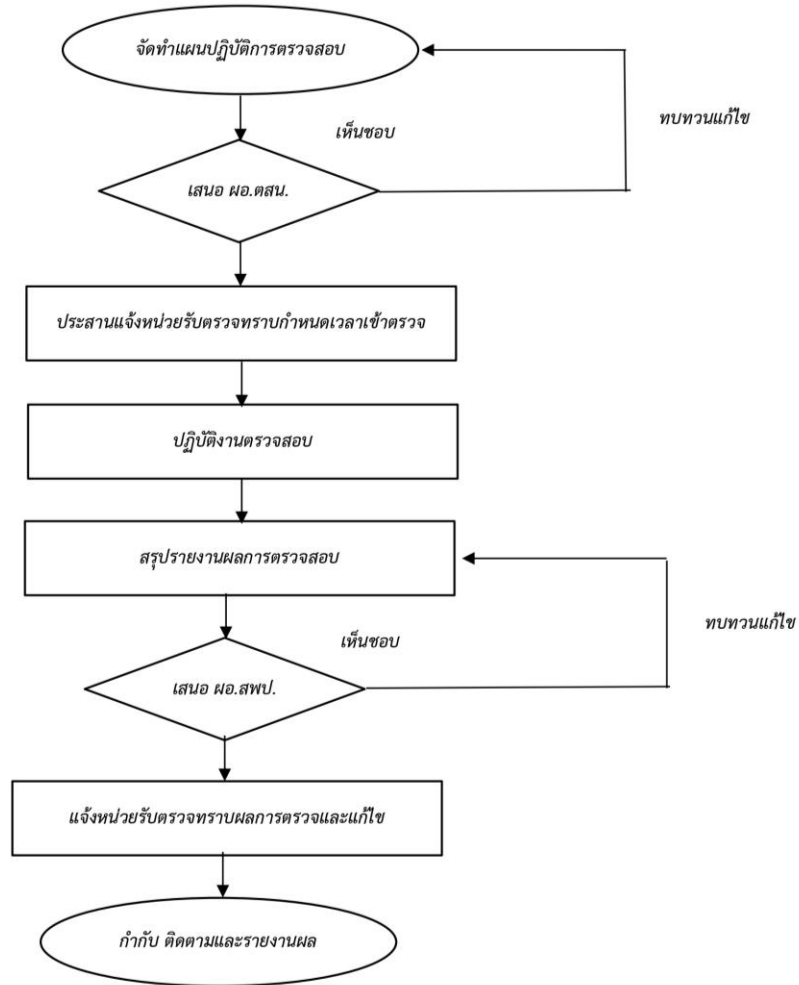 จัดทำแผนปฏิบัติการตรวจสอบ
ทบทวนแก้ไข
เห็นชอบ
เสนอ ผอ.ตสน.
ประสานแจ้งหน่วยรับตรวจทราบกำหนดเวลาเข้าตรวจ
ปฏิบัติงานตรวจสอบ
สรุปรายงานผลการตรวจสอบ
ทบทวนแก้ไข
เห็นชอบ
เสนอ ผอ.สพป.
แจ้งหน่วยรับตรวจทราบผลการตรวจและแก้ไข
กำกับ ติดตามและรายงานผล